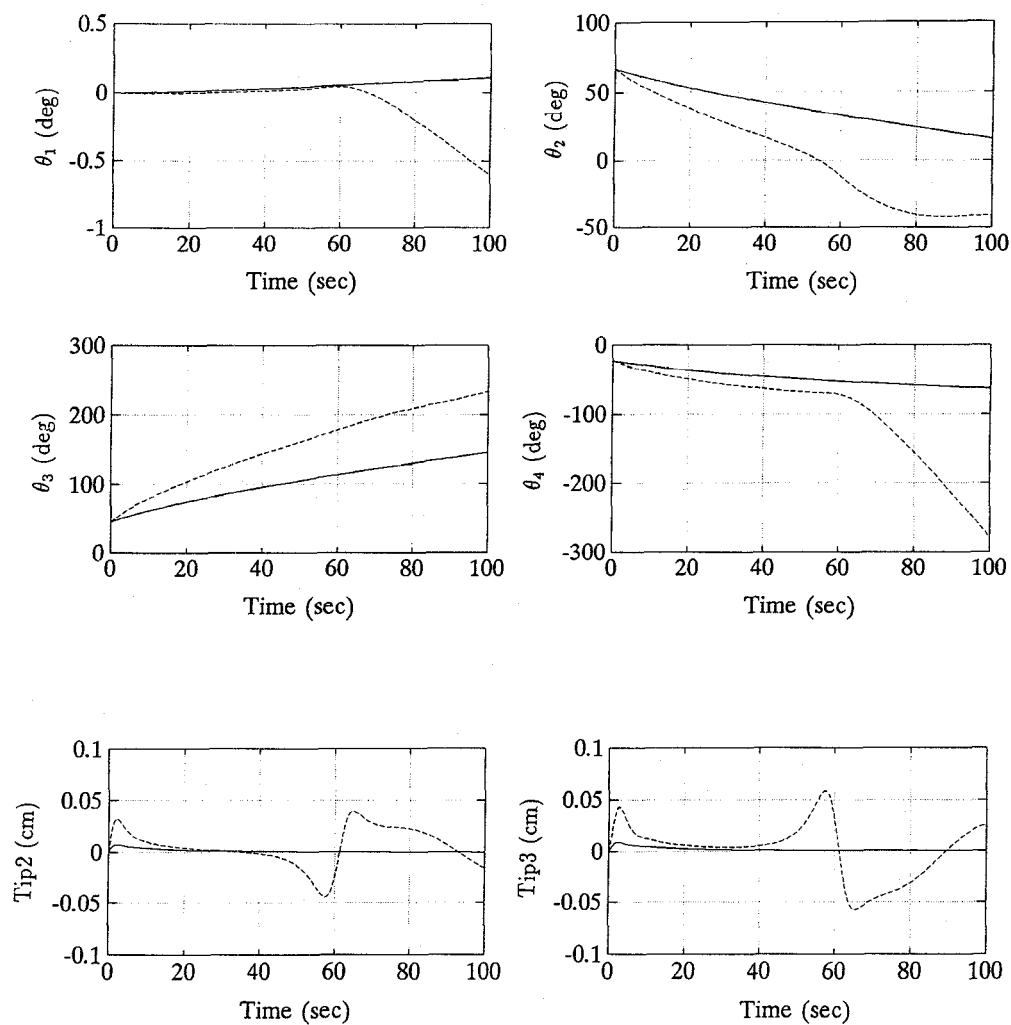 0.5
0
-0.5
-1
θ1 (deg)
0 20 40 60 80 100
Time (sec)
100
50
0
-50
θ2 (deg)
0 20 40 60 80 100
Time (sec)
300
200
100
0
θ3 (deg)
0 20 40 60 80 100
Time (sec)
0
-100
-200
-300
θ4 (deg)
0 20 40 60 80 100
Time (sec)
0.1
0.05
0
-0.05
-0.1
Tip2 (cm)
0 20 40 60 80 100
Time (sec)
0.1
0.05
0
-0.05
-0.1
Tip3 (cm)
0 20 40 60 80 100
Time (sec)